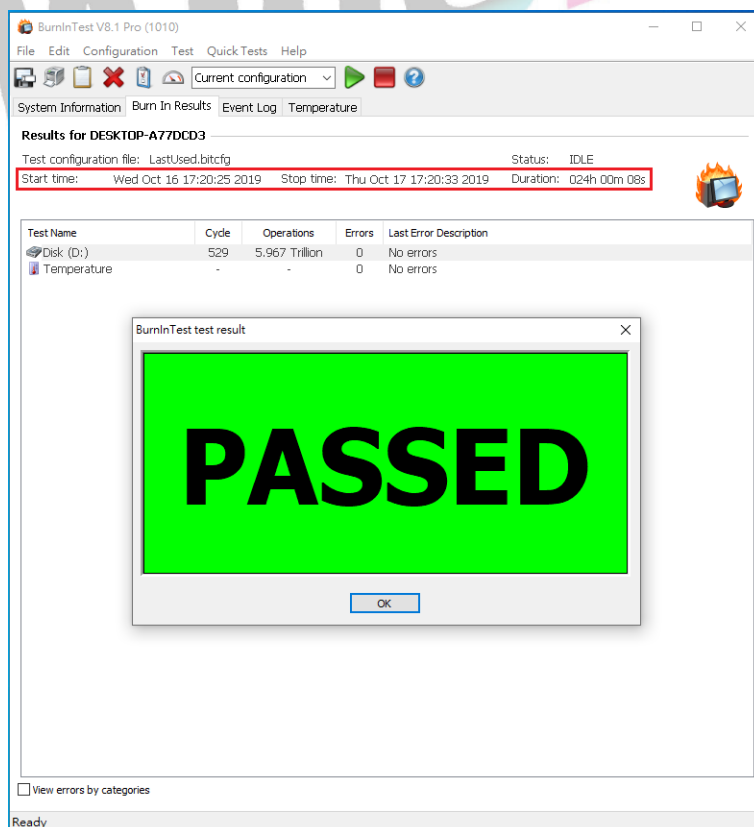 BurnInTest V8.1 Pro (1010)
File Edit Configuration Test Quick Tests Help
Current configuration
System Information Burn In Results Event Log Temperature
Results for DESKTOP-A77DCD3
Test configuration file: LastUsed.bitcfg Status: IDLE
Start time: Wed Oct 16 17:20:25 2019 Stop time: Thu Oct 17 17:20:33 2019 Duration: 024h 00m 08s
Test Name Cycle Operations Errors Last Error Description
Disk (D:) 529 5.967 Trillion 0 No errors
Temperature - - 0 No errors
BurnInTest test result
PASSED
OK
View errors by categories
Ready